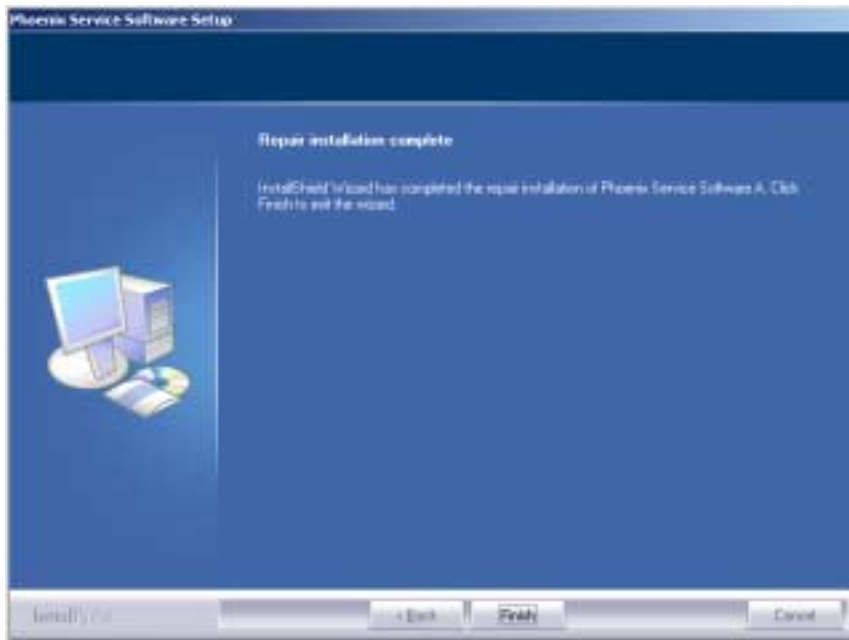 Phoenix Service Software Setup
Repair installation complete
InstallShield Wizard has completed the repair installation of Phoenix Service Software A. Click
Finish to exit the wizard.
InstallShield
< Back
Finish
Cancel